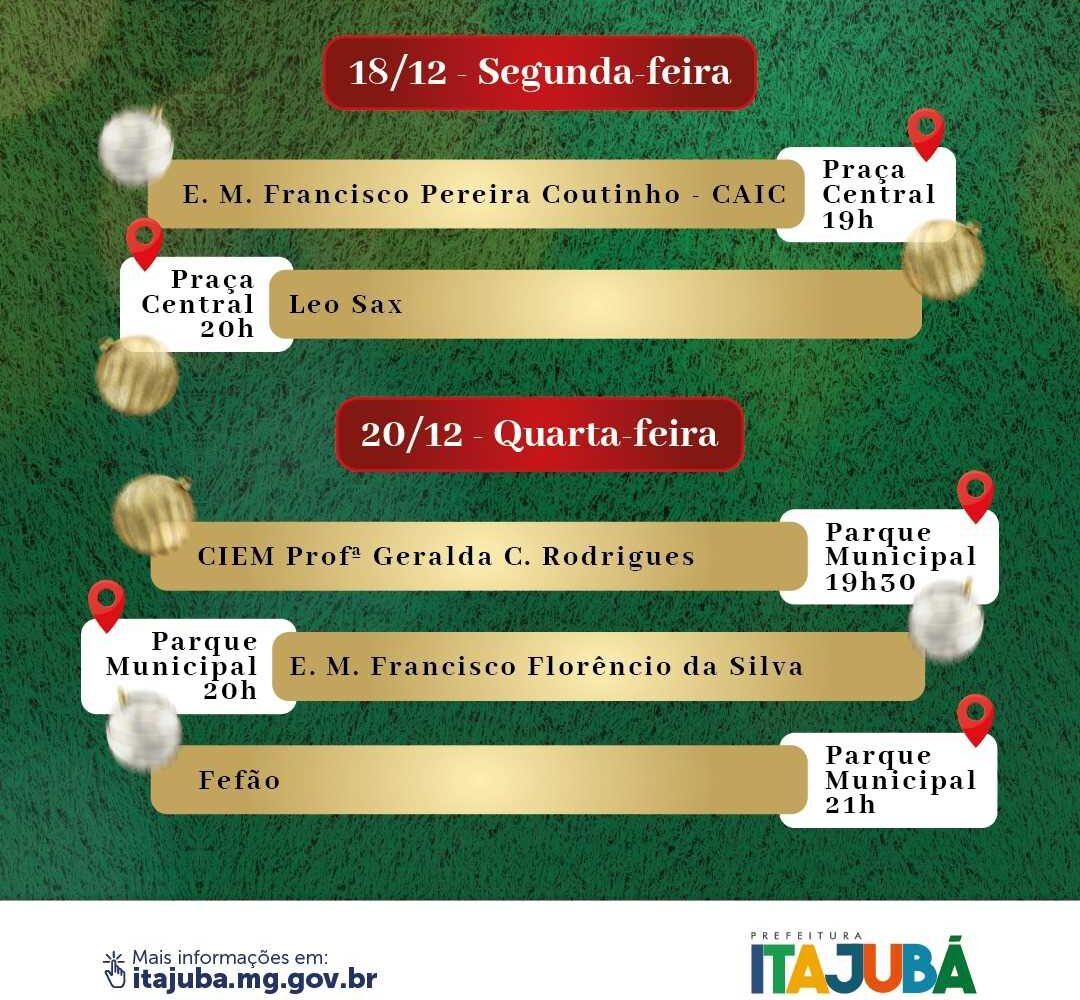 18/12 - Segunda-feira
E. M. Francisco Pereira Coutinho - CAIC
Praça
Central
19h
Praça
Central
20h
Leo Sax
20/12 - Quarta-feira
CIEM Profª Geralda C. Rodrigues
Parque
Municipal
19h30
Parque
Municipal
20h
E. M. Francisco Florêncio da Silva
Fefão
Parque
Municipal
21h
Mais informações em:
itajuba.mg.gov.br
PREFEITURA
ITAJUBÁ